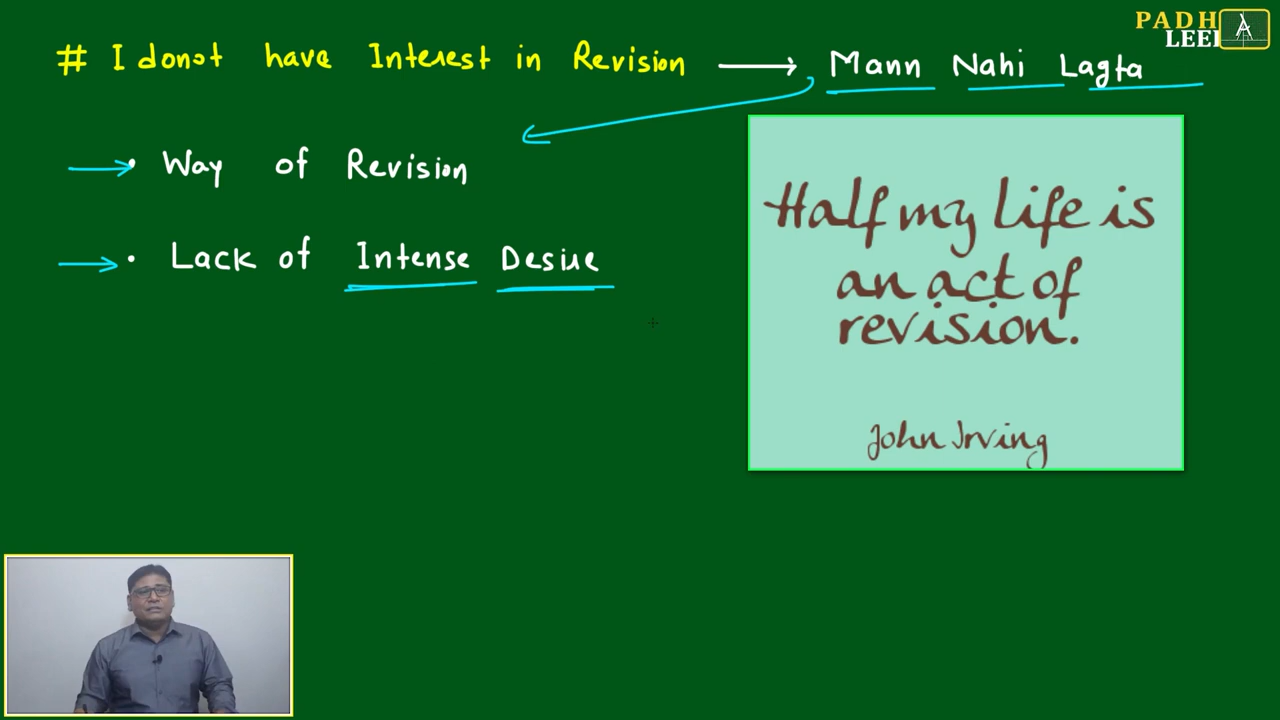 # I donot have Interest in Revision → Mann Nahi Lagta
PADH
LEEI
• Way of Revision
• Lack of Intense Desire
Half my life is
an act of
revision.
John Irving